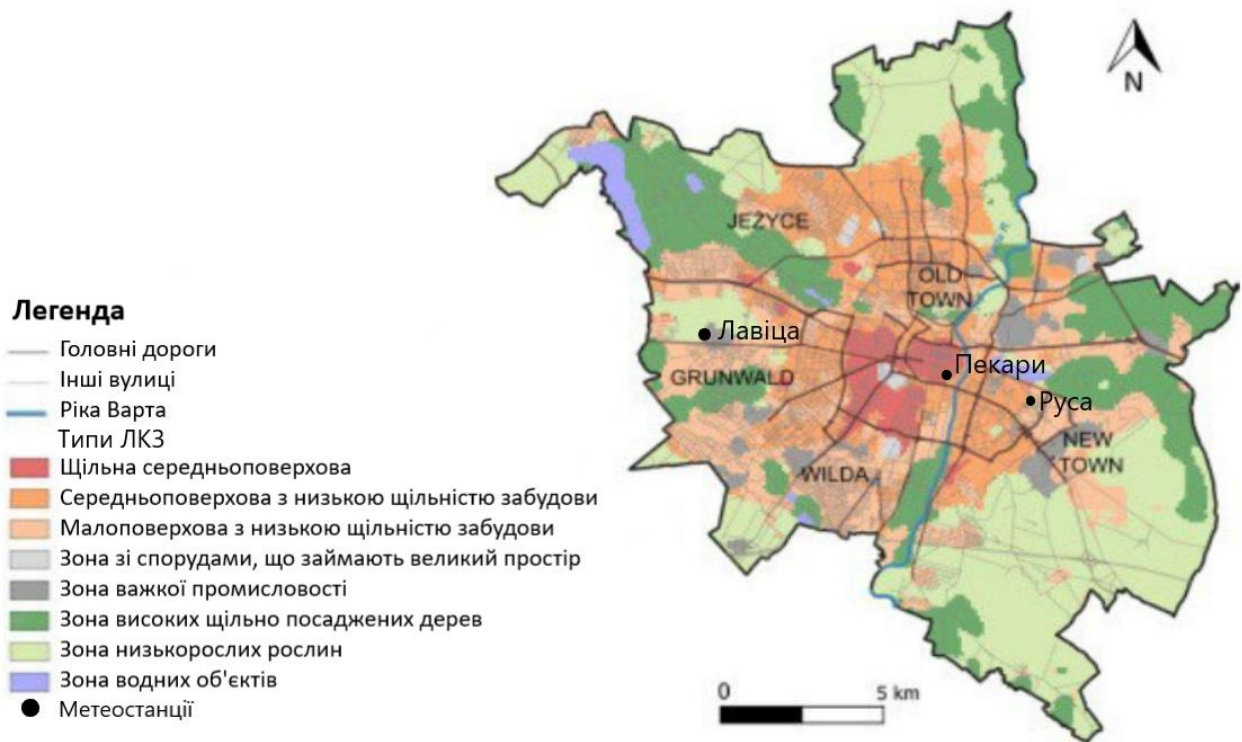 N
JEŻYCE
OLD
TOWN
Лавіца
Пекари
GRUNWALD
Руса
NEW
TOWN
WILDA
Легенда
Головні дороги
Інші вулиці
Ріка Варта
Типи ЛКЗ
Щільна середньоповерхова
Середньоповерхова з низькою щільністю забудови
Малоповерхова з низькою щільністю забудови
Зона зі спорудами, що займають великий простір
Зона важкої промисловості
Зона високих щільно посаджених дерев
Зона низькорослих рослин
Зона водних об'єктів
Метеостанції
0 5 km